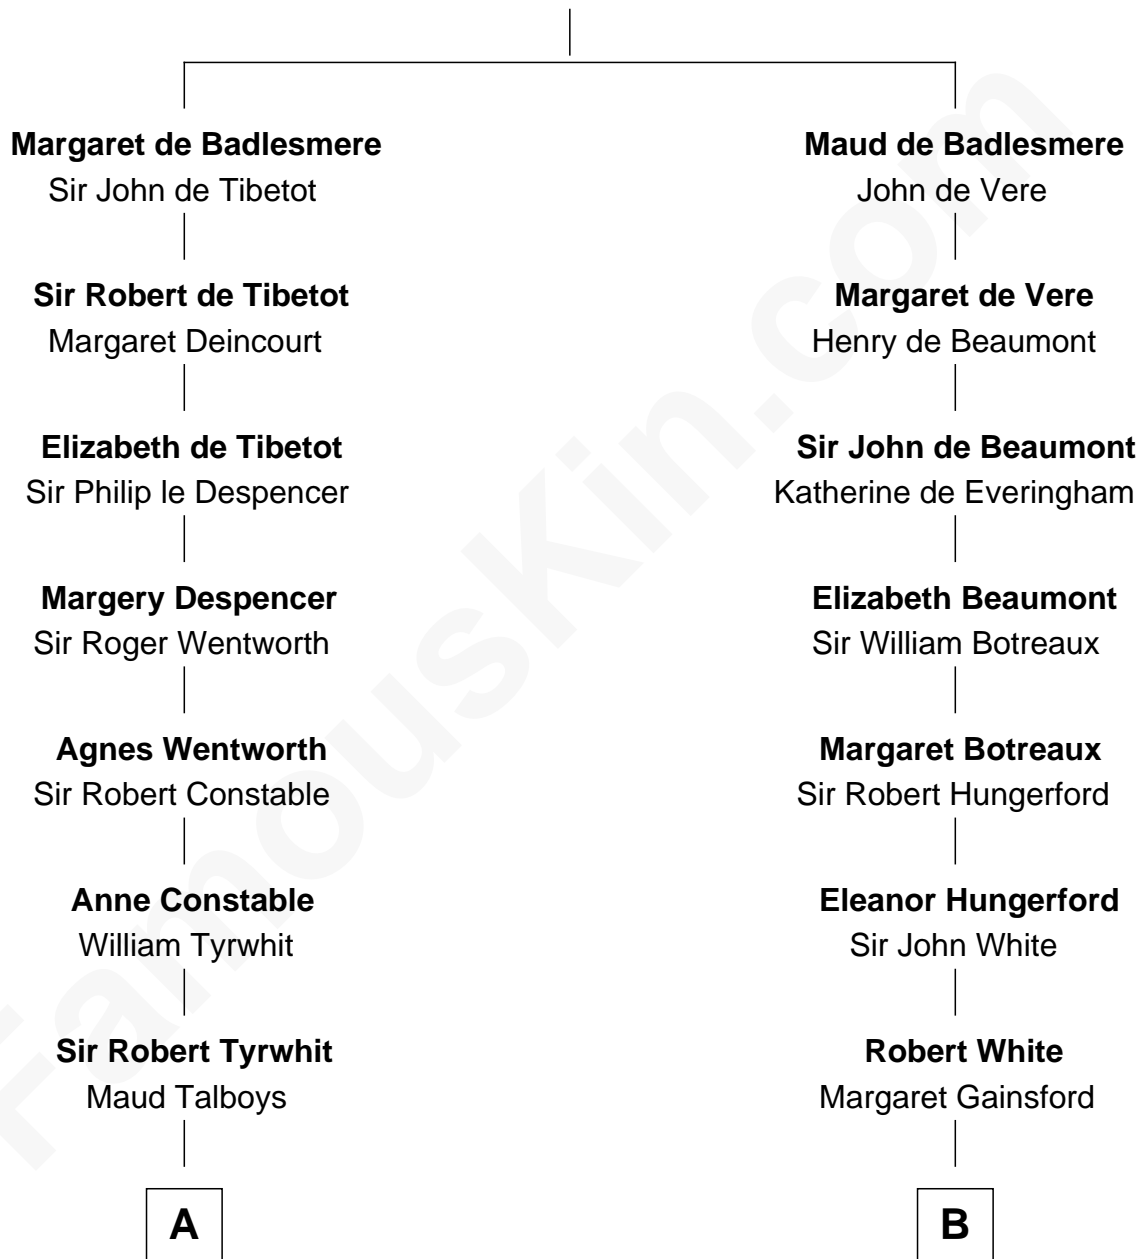 Margaret de Badlesmere
Sir John de Tibetot
Maud de Badlesmere
John de Vere
Sir Robert de Tibetot
Margaret Deincourt
Margaret de Vere
Henry de Beaumont
Elizabeth de Tibetot
Sir Philip le Despencer
Sir John de Beaumont
Katherine de Everingham
Margery Despencer
Sir Roger Wentworth
Elizabeth Beaumont
Sir William Botreaux
Agnes Wentworth
Sir Robert Constable
Margaret Botreaux
Sir Robert Hungerford
Anne Constable
William Tyrwhit
Eleanor Hungerford
Sir John White
Sir Robert Tyrwhit
Maud Talboys
Robert White
Margaret Gainsford
A
B
FamousKin.com